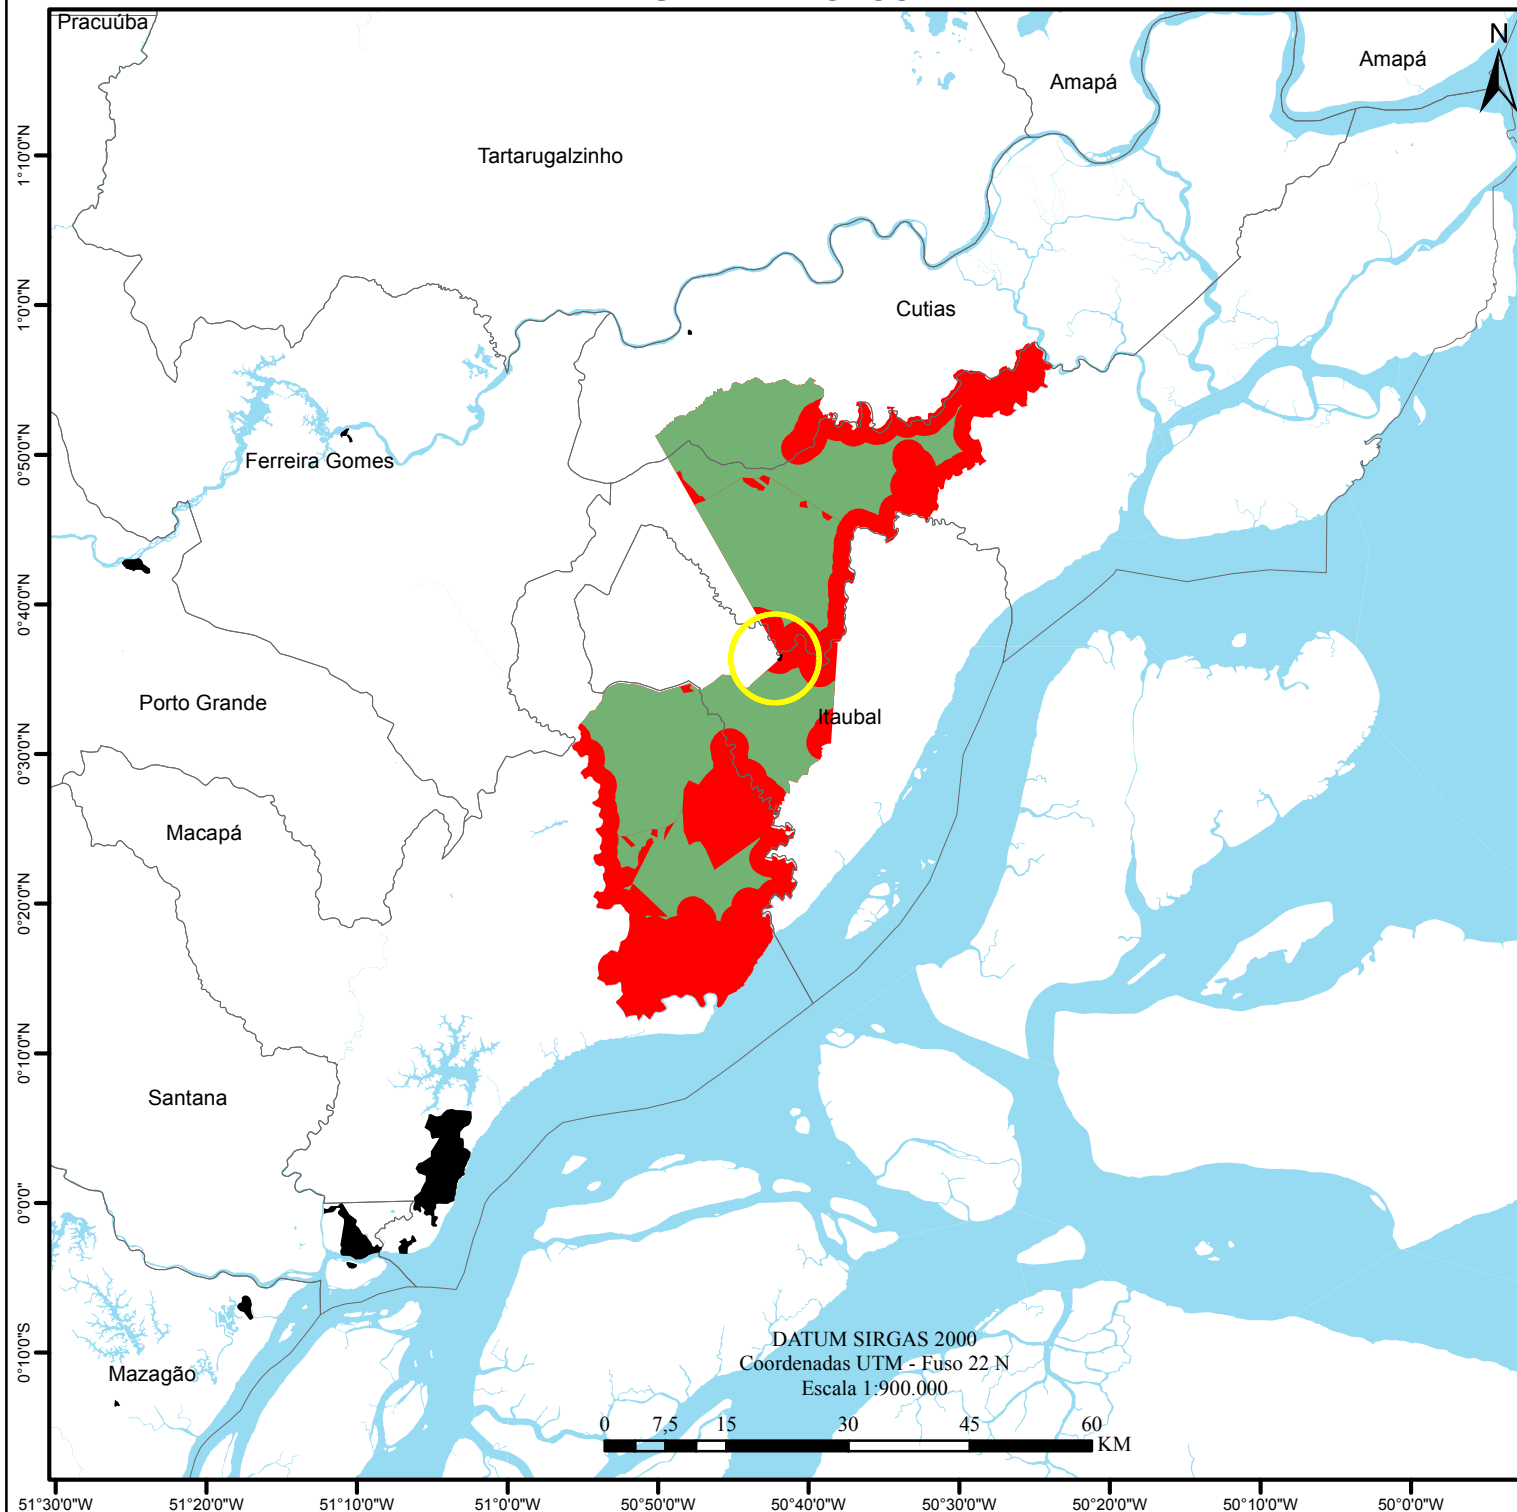 Pracuúba
N
Amapá
Amapá
Tartarugalzinho
Cutias
Ferreira Gomes
Porto Grande
Itaubal
Macapá
Santana
Mazagão
1°10'0"N
1°0'0"N
0°50'0"N
0°40'0"N
0°30'0"N
0°20'0"N
0°10'0"N
0°0'0"
0°10'0"S
DATUM SIRGAS 2000
Coordenadas UTM - Fuso 22 N
Escala 1:900.000
0 7,5 15 30 45 60
KM
51°30'0"W 51°20'0"W 51°10'0"W 51°0'0"W 50°50'0"W 50°40'0"W 50°30'0"W 50°20'0"W 50°10'0"W 50°0'0"W